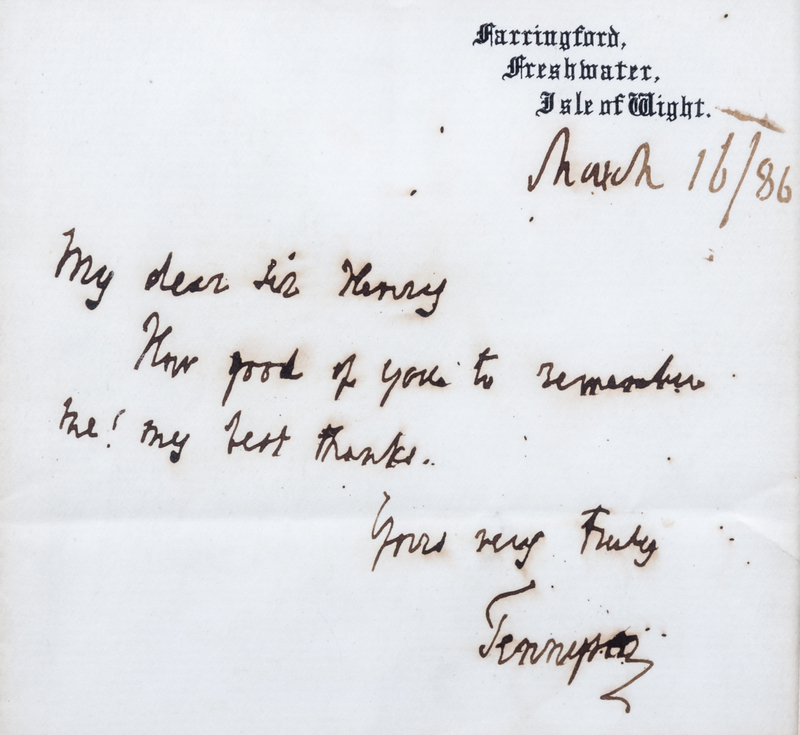 Farringford,
Freshwater,
Isle of Wight.
March 16/86
My dear Sir Henry
How good of you to remember
me! my best thanks.
Yours very truly
Tennyson